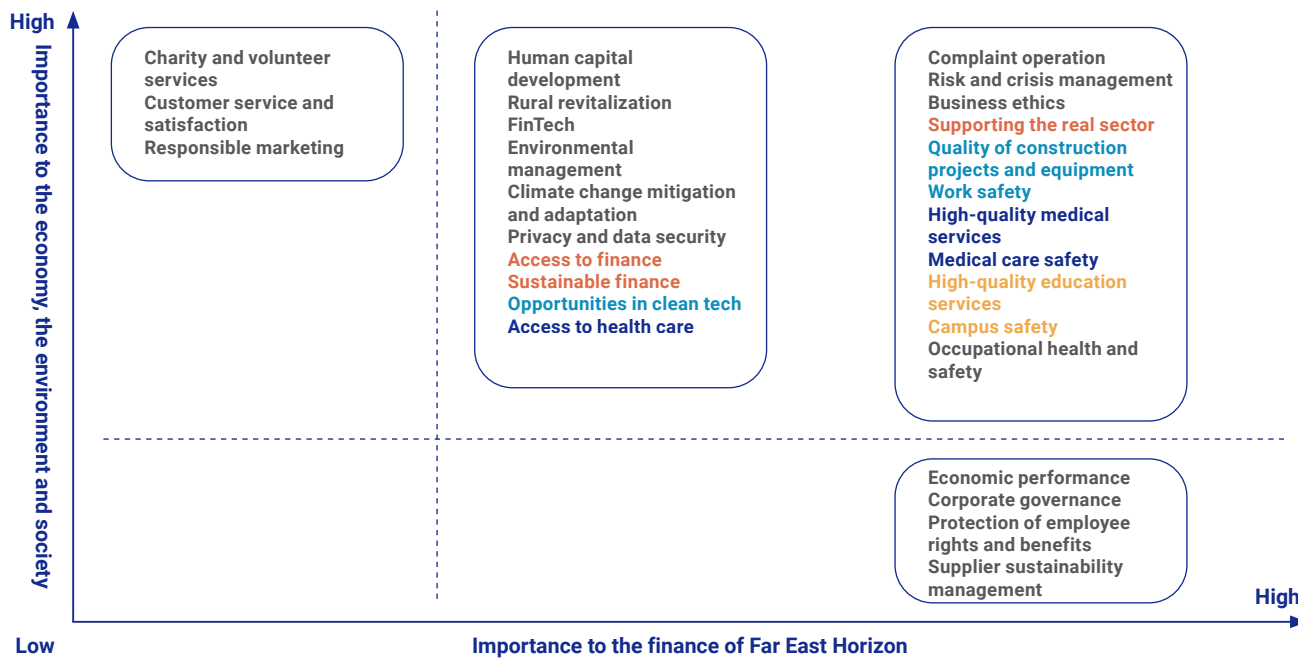 High
Importance to the economy, the environment and society
Charity and volunteer
services
Customer service and
satisfaction
Responsible marketing
Human capital
development
Rural revitalization
FinTech
Environmental
management
Climate change mitigation
and adaptation
Privacy and data security
Access to finance
Sustainable finance
Opportunities in clean tech
Access to health care
Complaint operation
Risk and crisis management
Business ethics
Supporting the real sector
Quality of construction
projects and equipment
Work safety
High-quality medical
services
Medical care safety
High-quality education
services
Campus safety
Occupational health and
safety
Economic performance
Corporate governance
Protection of employee
rights and benefits
Supplier sustainability
management
High
Low
Importance to the finance of Far East Horizon